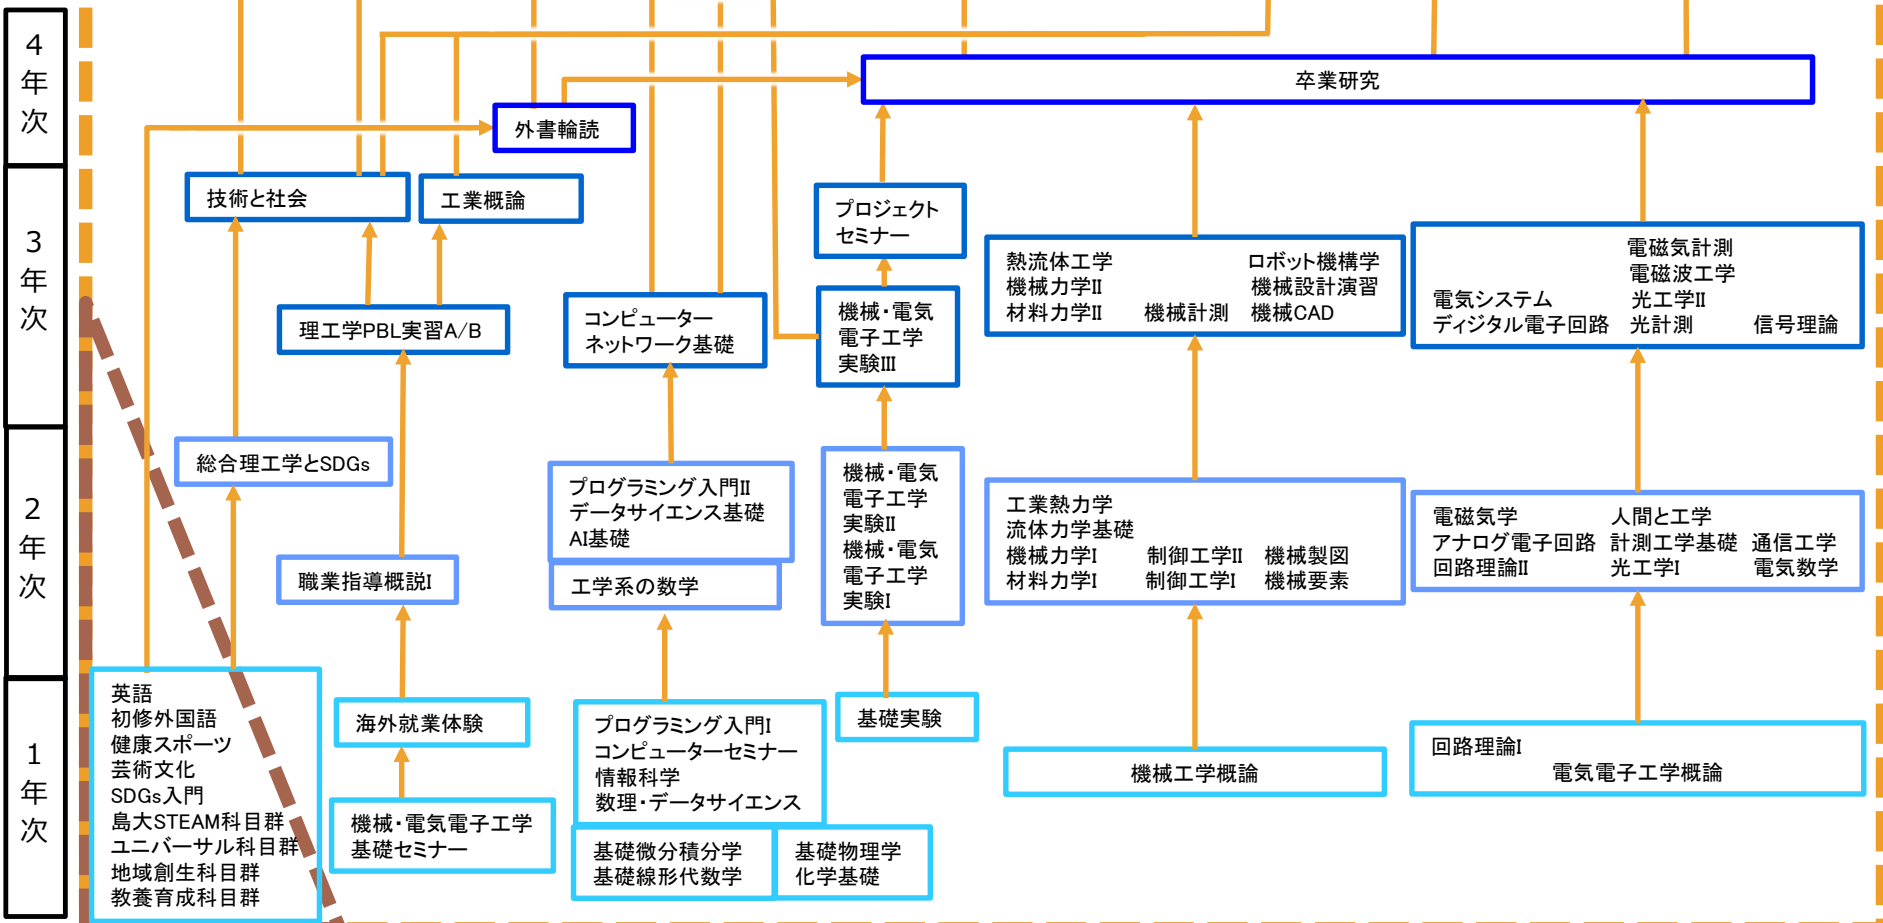 4
年
次
卒業研究
外書輪読
3
年
次
技術と社会
工業概論
プロジェクト
セミナー
理工学PBL実習A/B
コンピューター
ネットワーク基礎
機械・電気
電子工学
実験III
熱流体工学 ロボット機構学
機械力学II 機械設計演習
材料力学II 機械計測 機械CAD
電磁気計測
電磁波工学
電気システム 光工学II
ディジタル電子回路 光計測 信号理論
2
年
次
総合理工学とSDGs
職業指導概説I
プログラミング入門II
データサイエンス基礎
AI基礎
工学系の数学
機械・電気
電子工学
実験II
機械・電気
電子工学
実験I
工業熱力学
流体力学基礎
機械力学I 制御工学II 機械製図
材料力学I 制御工学I 機械要素
電磁気学 人間と工学
アナログ電子回路 計測工学基礎 通信工学
回路理論II 光工学I 電気数学
1
年
次
英語
初修外国語
健康スポーツ
芸術文化
SDGs入門
島大STEAM科目群
ユニバーサル科目群
地域創生科目群
教養育成科目群
海外就業体験
機械・電気電子工学
基礎セミナー
プログラミング入門I
コンピューターセミナー
情報科学
数理・データサイエンス
基礎微分積分学
基礎線形代数学
基礎物理学
化学基礎
基礎実験
機械工学概論
回路理論I
電気電子工学概論